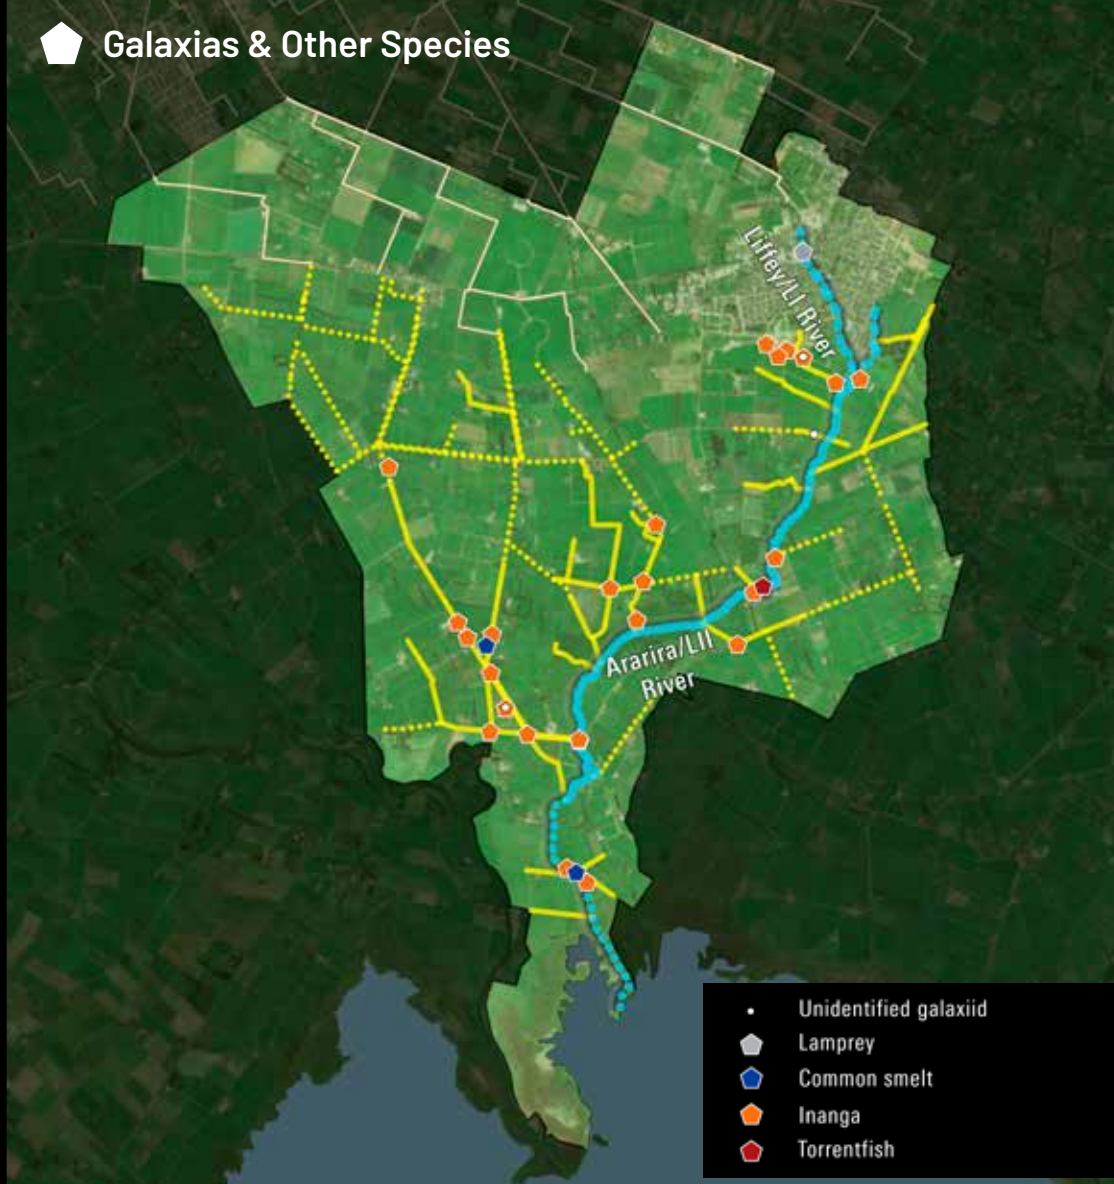 Galaxias & Other Species
Liffey/LI River
Ararira/LII
River
Unidentified galaxiid
Lamprey
Common smelt
Inanga
Torrentfish